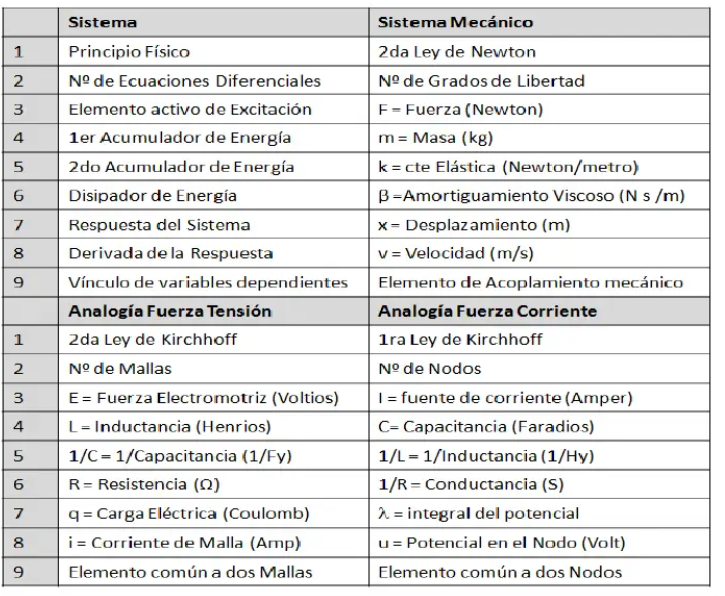 Sistema Sistema Mecánico
1 Principio Físico 2da Ley de Newton
2 Nº de Ecuaciones Diferenciales Nº de Grados de Libertad
3 Elemento activo de Excitación F = Fuerza (Newton)
4 1er Acumulador de Energía m = Masa (kg)
5 2do Acumulador de Energía k = cte Elástica (Newton/metro)
6 Disipador de Energía β =Amortiguamiento Viscoso (N s /m)
7 Respuesta del Sistema x = Desplazamiento (m)
8 Derivada de la Respuesta v = Velocidad (m/s)
9 Vínculo de variables dependientes Elemento de Acoplamiento mecánico
Analogía Fuerza Tensión Analogía Fuerza Corriente
1 2da Ley de Kirchhoff 1ra Ley de Kirchhoff
2 Nº de Mallas Nº de Nodos
3 E = Fuerza Electromotriz (Voltios) I = fuente de corriente (Amper)
4 L = Inductancia (Henrios) C= Capacitancia (Faradios)
5 1/C = 1/Capacitancia (1/Fy) 1/L = 1/Inductancia (1/Hy)
6 R = Resistencia (Ω) 1/R = Conductancia (S)
7 q = Carga Eléctrica (Coulomb) λ = integral del potencial
8 i = Corriente de Malla (Amp) u = Potencial en el Nodo (Volt)
9 Elemento común a dos Mallas Elemento común a dos Nodos